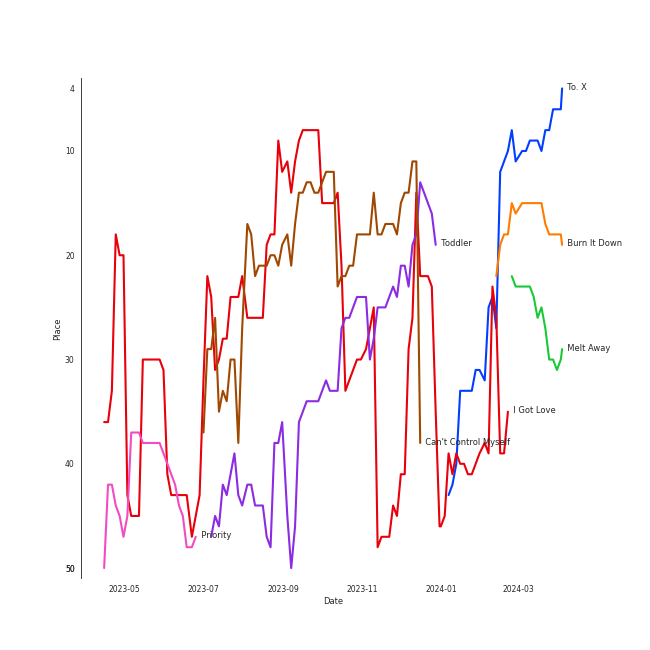 4
10
20
30
40
50
Place
To. X
Toddler
Burn It Down
Melt Away
I Got Love
Can't Control Myself
Priority
2023-05
2023-07
2023-09
2023-11
2024-01
2024-03
Date